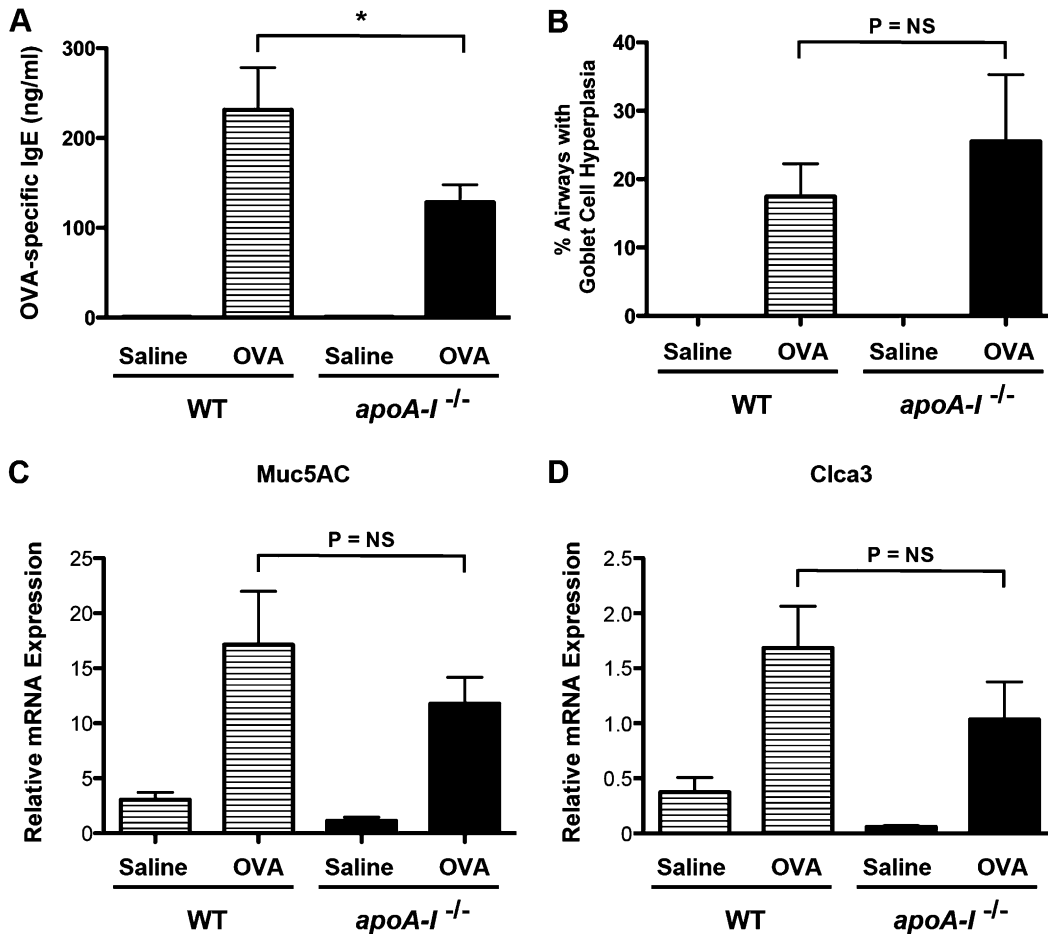 A
*
OVA-specific IgE (ng/ml)
300
200
100
0
Saline OVA Saline OVA
WT apoA-I -/-
B
P = NS
% Airways with
Goblet Cell Hyperplasia
40
30
20
10
0
Saline OVA Saline OVA
WT apoA-I -/-
C
Muc5AC
P = NS
Relative mRNA Expression
25
20
15
10
5
0
Saline OVA Saline OVA
WT apoA-I -/-
D
Clca3
P = NS
Relative mRNA Expression
2.5
2.0
1.5
1.0
0.5
0
Saline OVA Saline OVA
WT apoA-I -/-